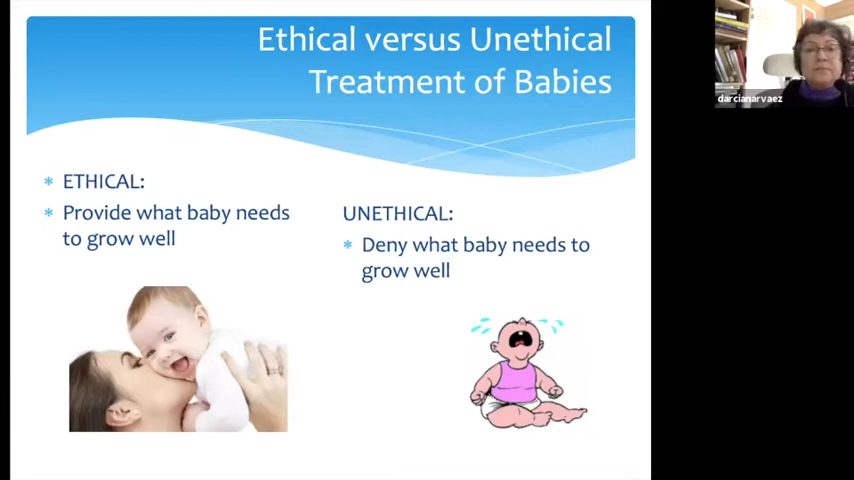 Ethical versus Unethical
Treatment of Babies
* ETHICAL:
* Provide what baby needs
to grow well
UNETHICAL:
* Deny what baby needs to
grow well
darcianarvaez